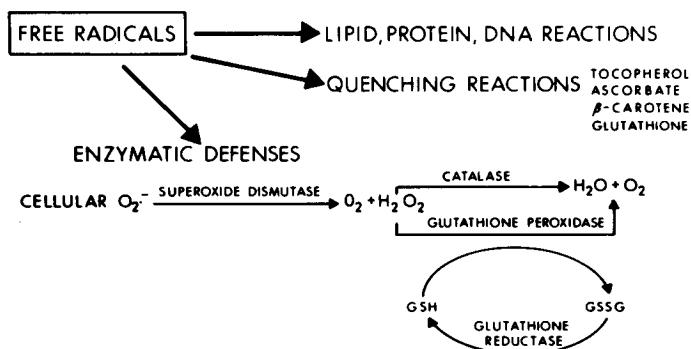 FREE RADICALS
LIPID, PROTEIN, DNA REACTIONS
QUENCHING REACTIONS
TOCOPHEROL
ASCORBATE
β-CAROTENE
GLUTATHIONE
ENZYMATIC DEFENSES
CELLULAR O₂·⁻ SUPEROXIDE DISMUTASE O₂ + H₂O₂ CATALASE H₂O + O₂
GLUTATHIONE PEROXIDASE
GSH GSSG
GLUTATHIONE
REDUCTASE